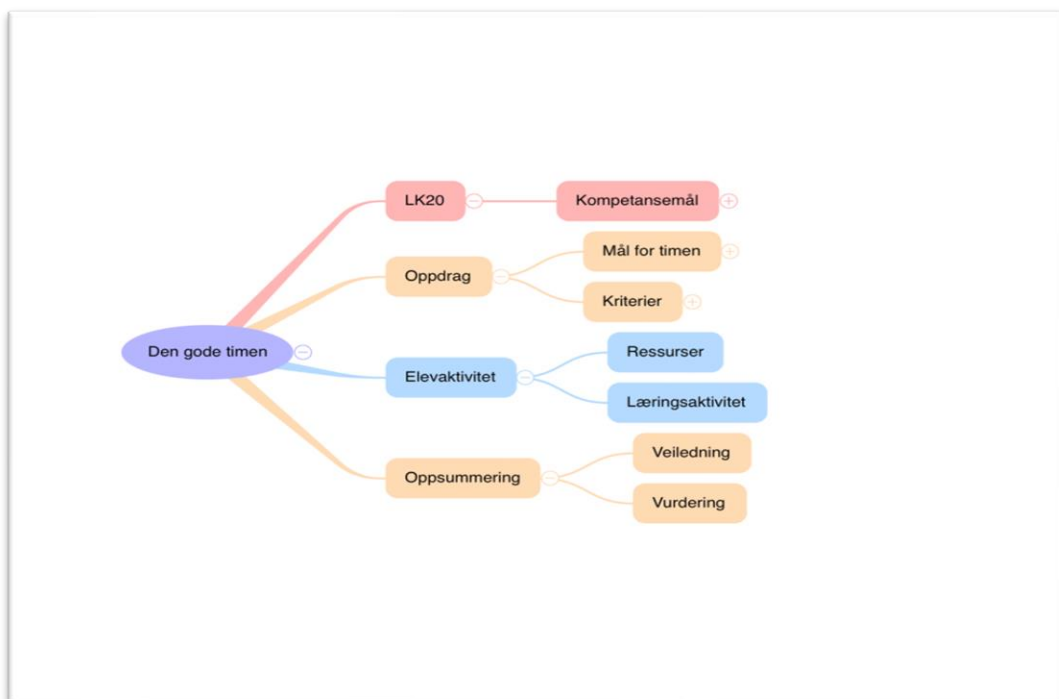 Den gode timen
LK20
Kompetansemål
Oppdrag
Mål for timen
Kriterier
Elevaktivitet
Ressurser
Læringsaktivitet
Oppsummering
Veiledning
Vurdering